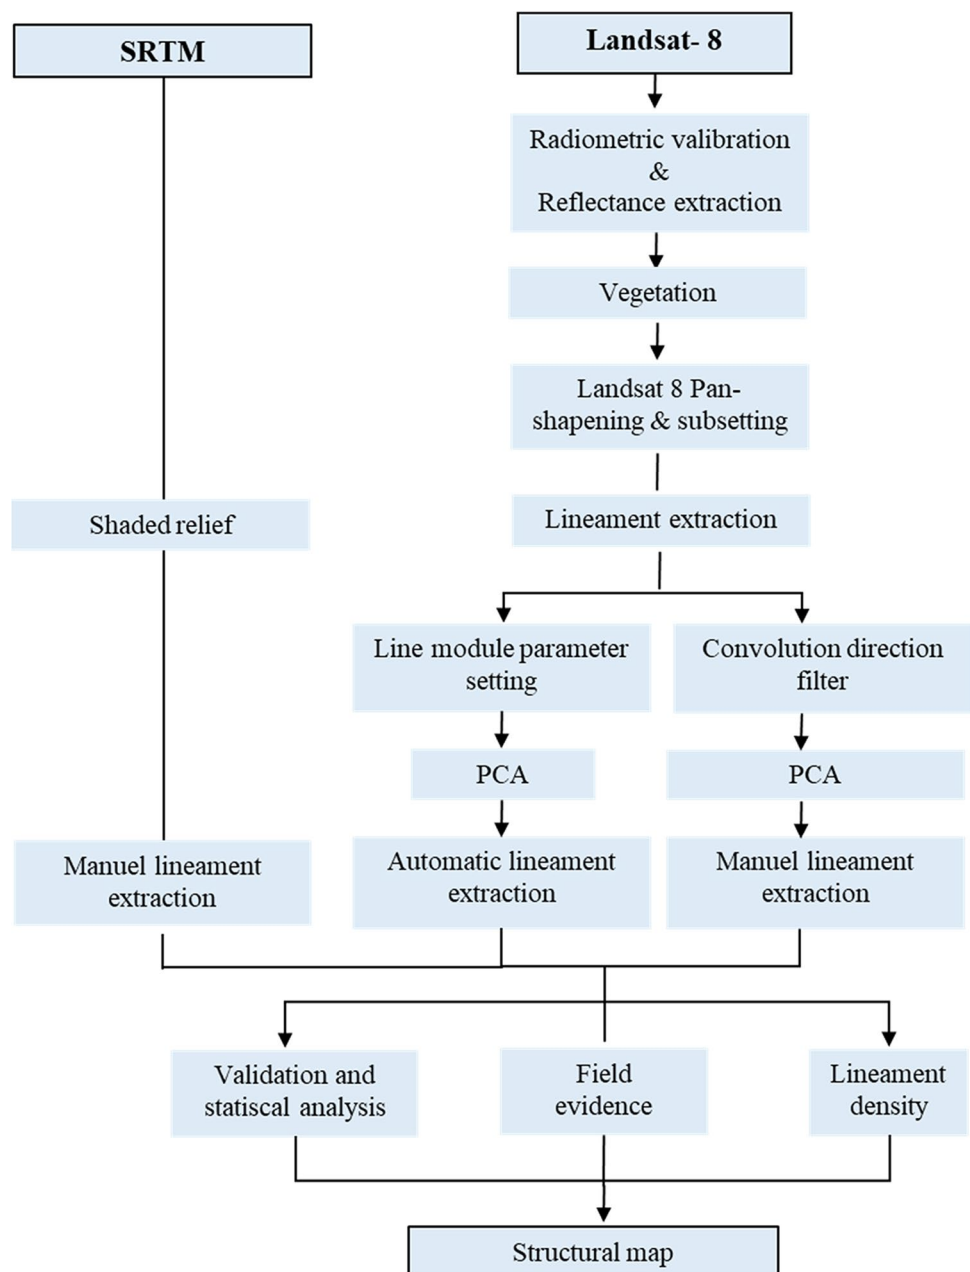 SRTM
Landsat- 8
Radiometric valibration
&
Reflectance extraction
Vegetation
Landsat 8 Pan-
shapening & subsetting
Shaded relief
Lineament extraction
Line module parameter
setting
Convolution direction
filter
PCA
PCA
Manuel lineament
extraction
Automatic lineament
extraction
Manuel lineament
extraction
Validation and
statiscal analysis
Field
evidence
Lineament
density
Structural map